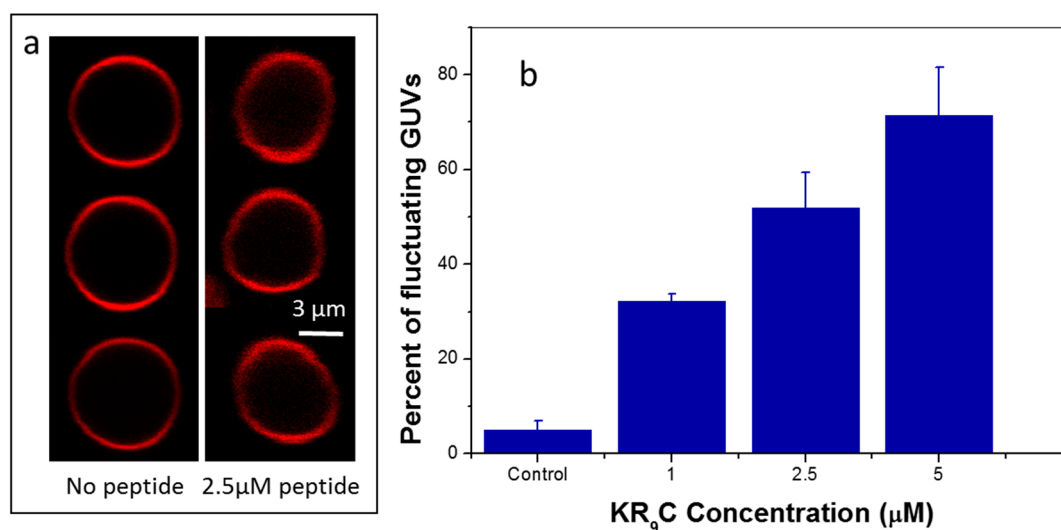 a
3 μm
No peptide
2.5μM peptide
b
Percent of fluctuating GUVs
80
60
40
20
0
Control
1
2.5
5
KR₉C Concentration (μM)